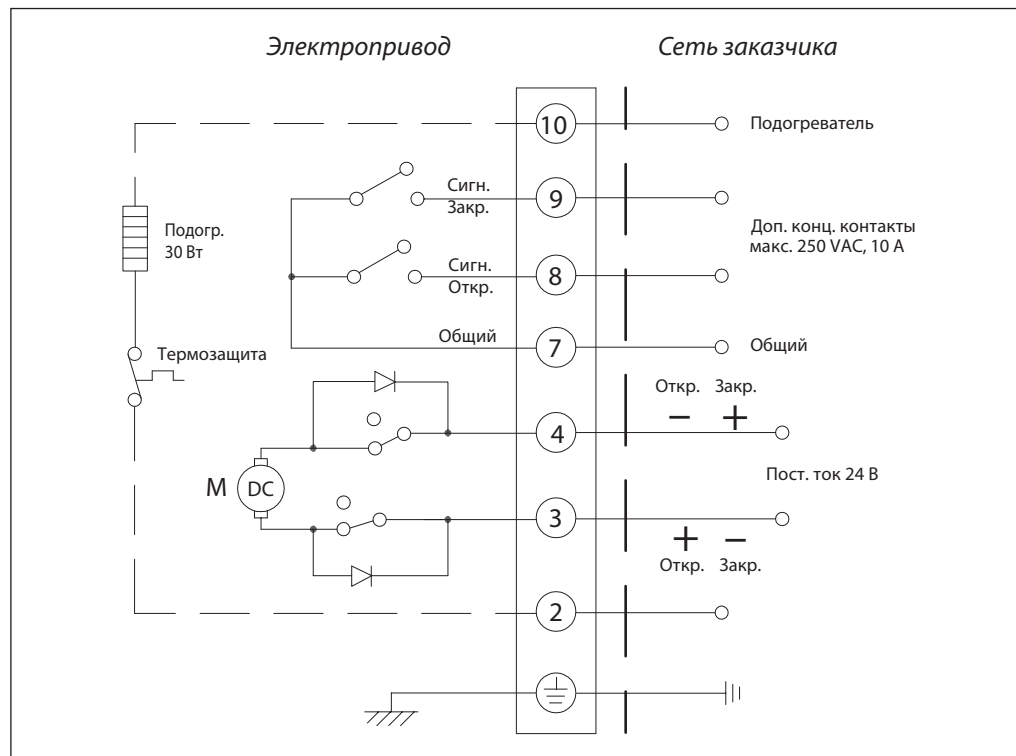 Электропривод
Сеть заказчика
10
Подогреватель
Сигн.
Закр.
9
Подогр.
30 Вт
Доп. конц. контакты
макс. 250 VAC, 10 A
Сигн.
Откр.
8
Общий
7
Общий
Термозащита
Откр. Закр.
− +
4
M
DC
Пост. ток 24 В
3
+ −
Откр. Закр.
2